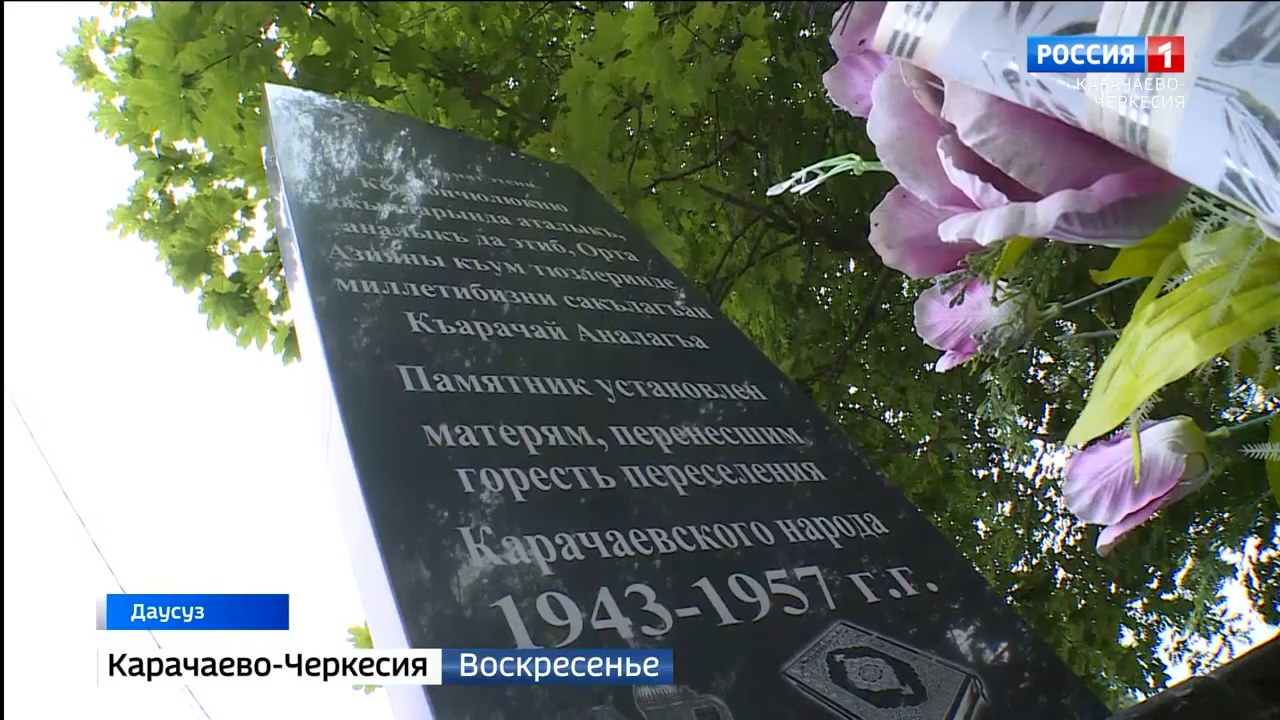 РОССИЯ 1
КАРАЧАЕВО-
ЧЕРКЕСИЯ
аталыкъ,
аналыкъ да этиб, Орта
Азияны къум тюзлеринде
миллетибизни сакълагъан
Къарачай Аналагъа
Памятник установлен
матерям, перенесшим
горесть переселения
Карачаевского народа
1943-1957 г.г.
Даусуз
Карачаево-Черкесия Воскресенье